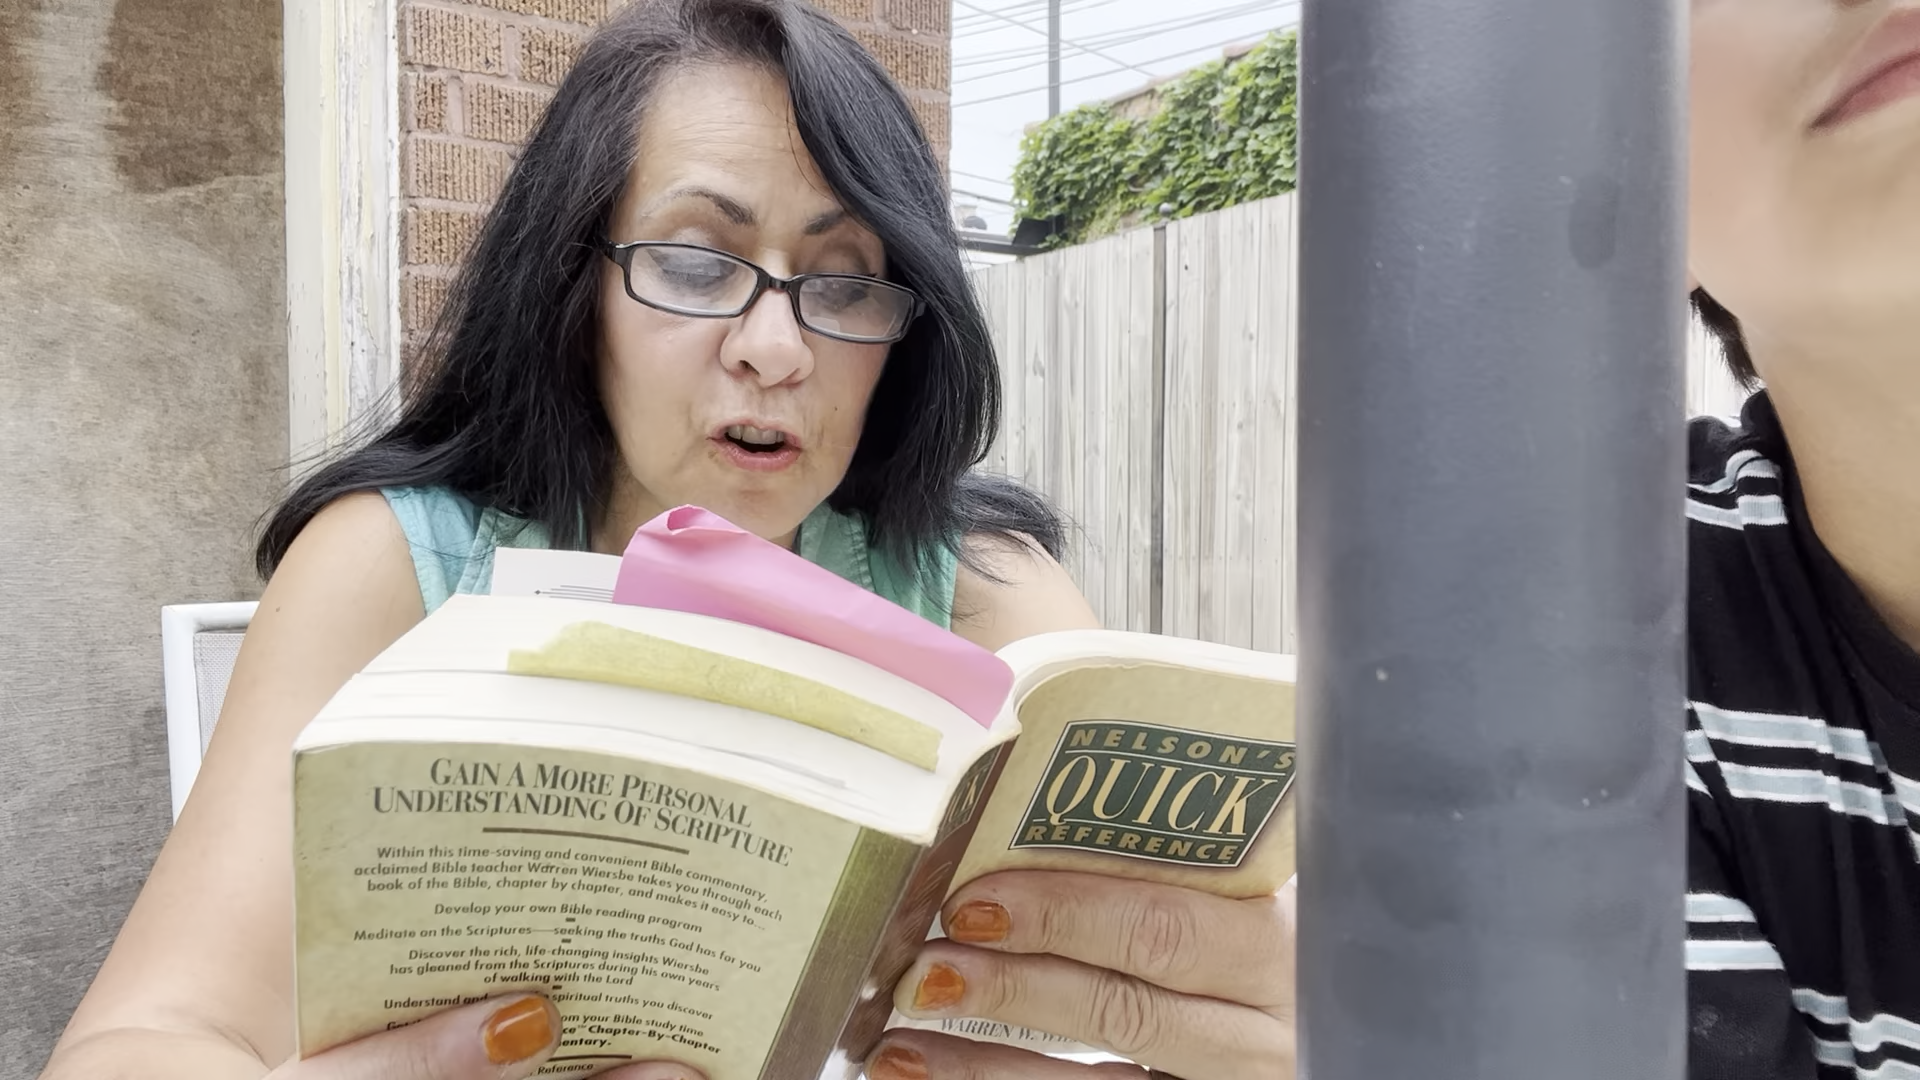 GAIN A MORE PERSONAL
UNDERSTANDING OF SCRIPTURE
Within this time-saving and convenient Bible commentary,
acclaimed Bible teacher Warren Wiersbe takes you through each
book of the Bible, chapter by chapter, and makes it easy to...
Develop your own Bible reading program
Meditate on the Scriptures—seeking the truths God has for you
Discover the rich, life-changing insights Wiersbe
has gleaned from the Scriptures during his own years
of walking with the Lord
Understand and spiritual truths you discover
om your Bible study time
ce™ Chapter-By-Chapter
entary.
Reference
NELSON'S
QUICK
REFERENCE
WARREN W.